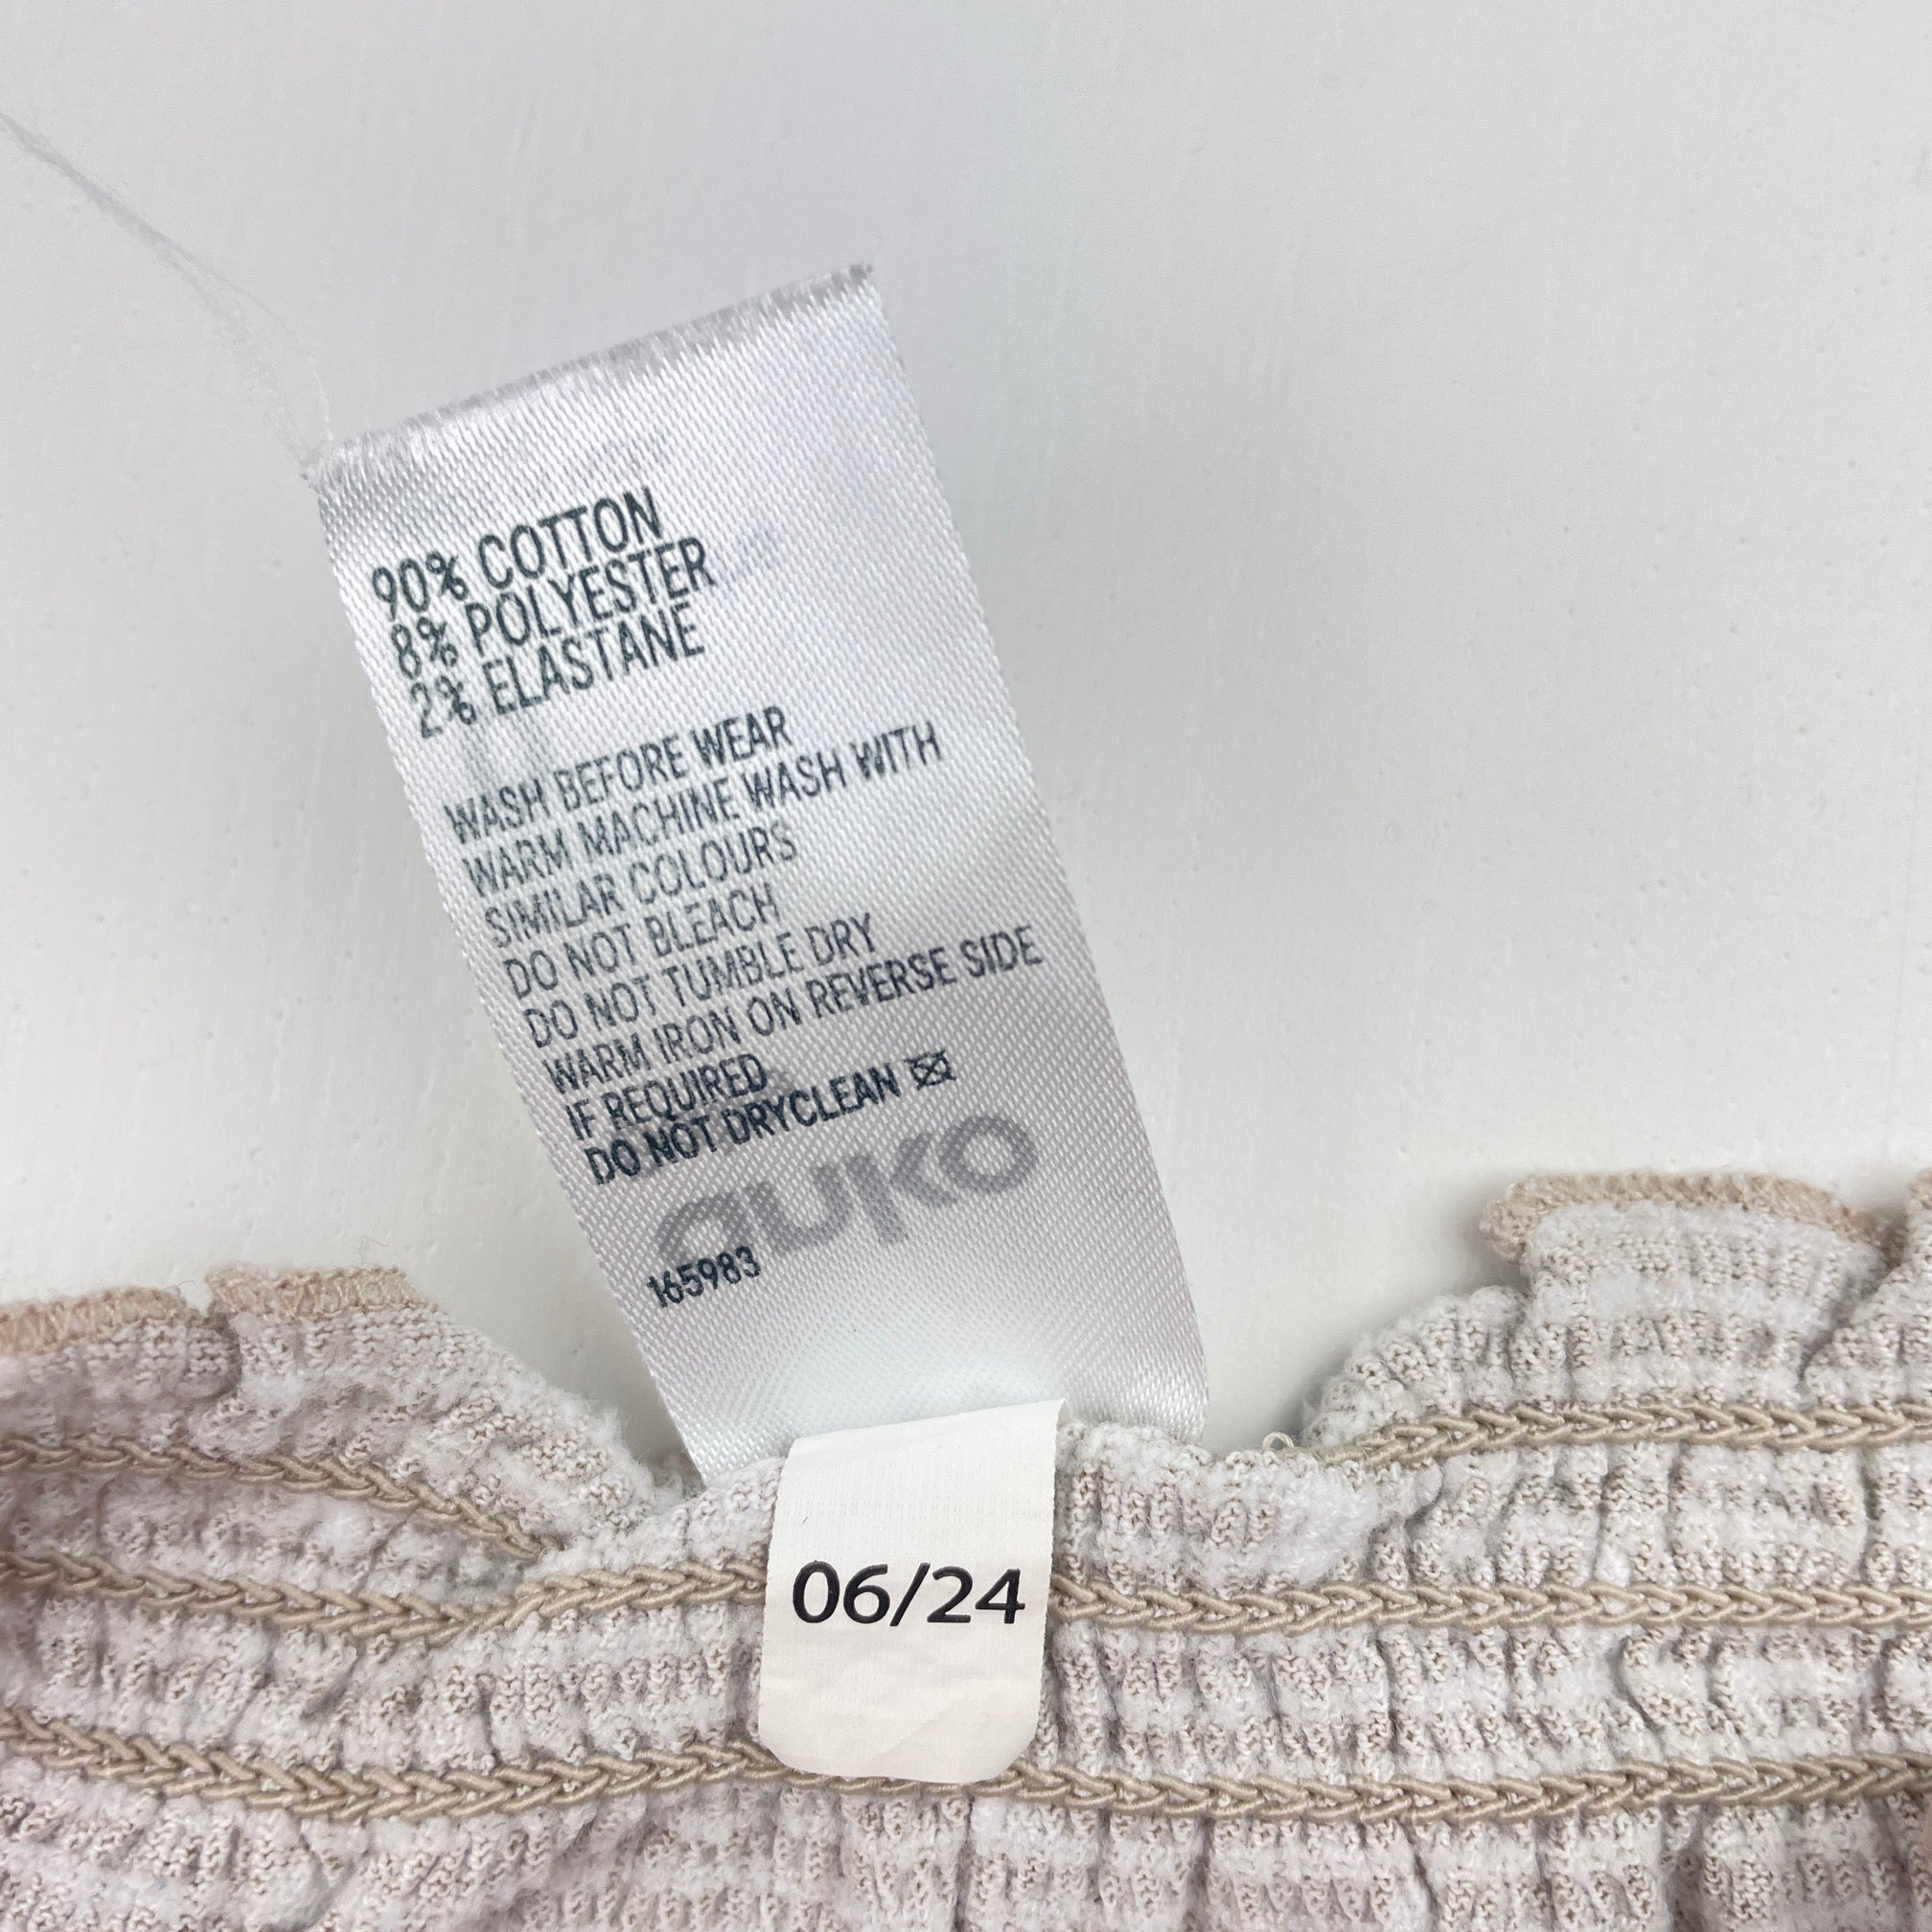 90% COTTON
8% POLYESTER
2% ELASTANE
WASH BEFORE WEAR
WARM MACHINE WASH WITH
SIMILAR COLOURS
DO NOT BLEACH
DO NOT TUMBLE DRY
WARM IRON ON REVERSE SIDE
IF REQUIRED
DO NOT DRYCLEAN
165983
06/24